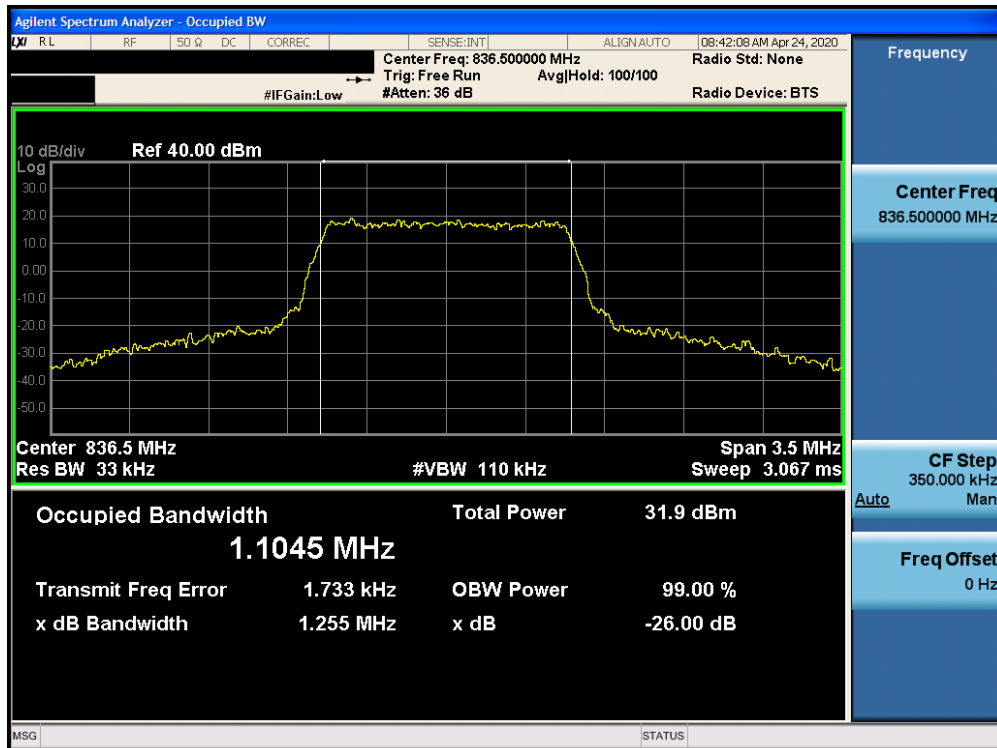 Agilent Spectrum Analyzer - Occupied BW
LXI RL RF 50 Ω DC CORREC SENSE:INT ALIGN AUTO 08:42:08 AM Apr 24, 2020
Center Freq: 836.500000 MHz Radio Std: None
Trig: Free Run Avg|Hold: 100/100
#IFGain:Low #Atten: 36 dB Radio Device: BTS
10 dB/div Ref 40.00 dBm
Log
30.0
20.0
10.0
0.00
-10.0
-20.0
-30.0
-40.0
-50.0
Center 836.5 MHz Span 3.5 MHz
Res BW 33 kHz #VBW 110 kHz Sweep 3.067 ms
Occupied Bandwidth Total Power 31.9 dBm
1.1045 MHz
Transmit Freq Error 1.733 kHz OBW Power 99.00 %
x dB Bandwidth 1.255 MHz x dB -26.00 dB
Frequency
Center Freq
836.500000 MHz
CF Step
350.000 kHz
Auto Man
Freq Offset
0 Hz
MSG STATUS